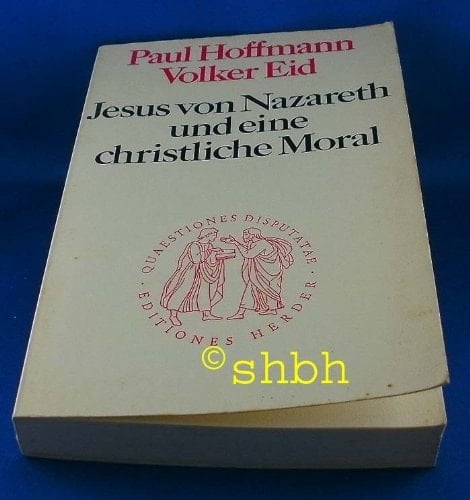 Paul Hoffmann
Volker Eid
Jesus von Nazareth
und eine
christliche Moral
· QUAESTIONES DISPUTATAE ·
EDITIONES HERDER
© shbh